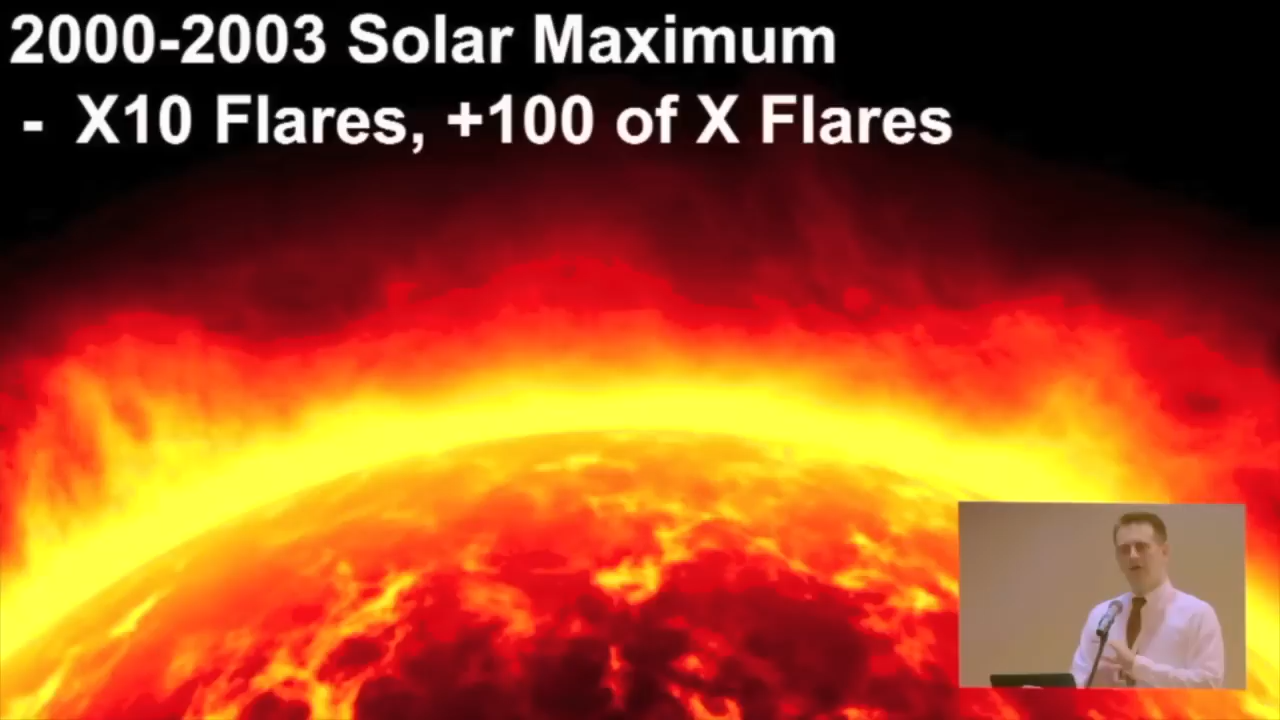 2000-2003 Solar Maximum
- X10 Flares, +100 of X Flares